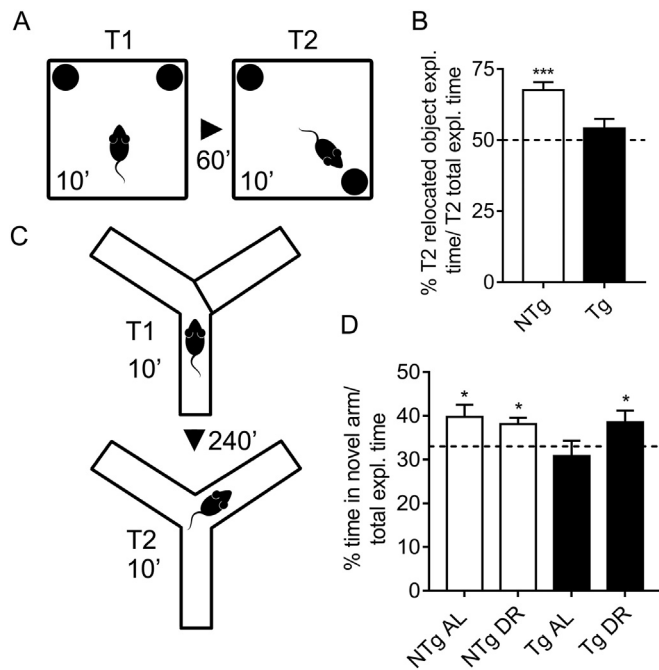 A
T1
T2
10’
60’
10’
B
% T2 relocated object expl.
time/ T2 total expl. time
75
50
25
0
***
NTg
Tg
C
T1
10’
240’
T2
10’
D
% time in novel arm/
total expl. time
50
40
30
20
10
0
*
*
*
NTg AL
NTg DR
Tg AL
Tg DR